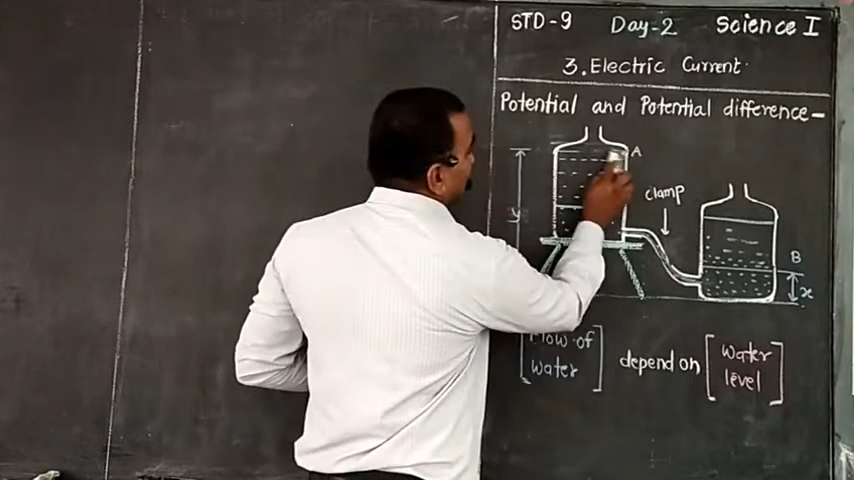 STD-9 Day-2 Science I
3. Electric Current
Potential and Potential difference-
A
clamp
y
B
x
Flow of
water
depend on
water
level